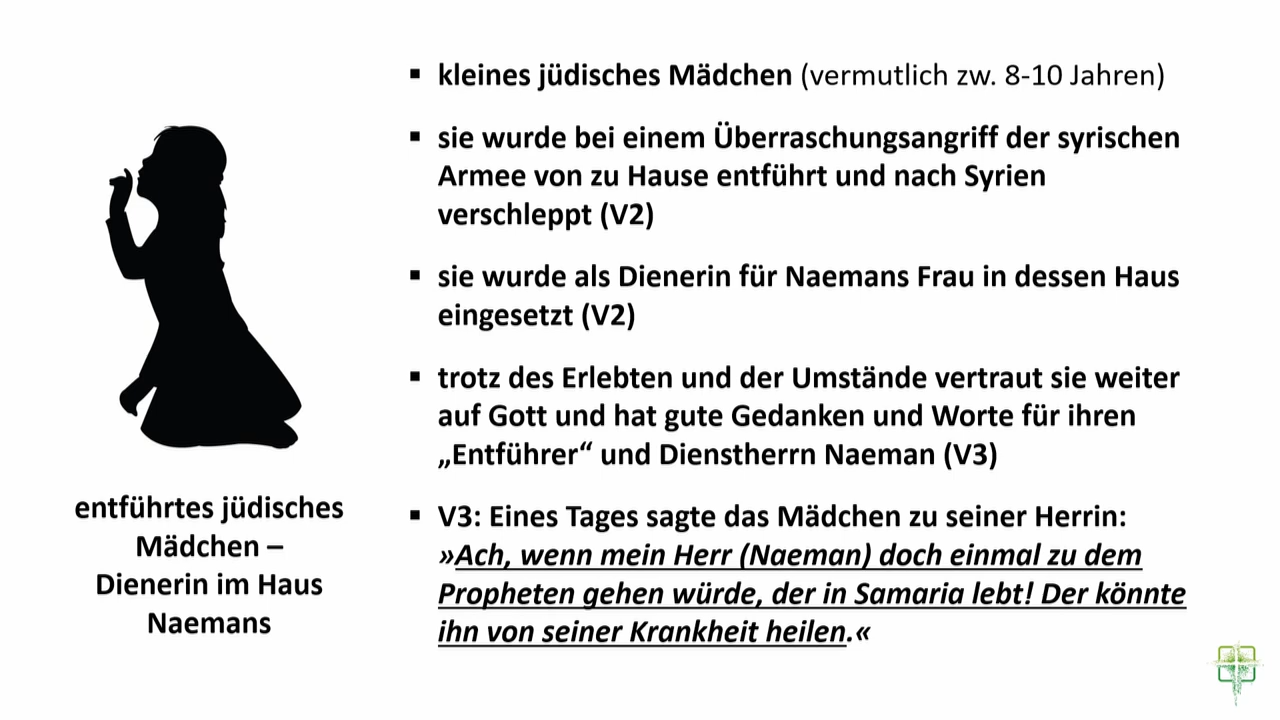 ▪ kleines jüdisches Mädchen (vermutlich zw. 8-10 Jahren)
▪ sie wurde bei einem Überraschungsangriff der syrischen
Armee von zu Hause entführt und nach Syrien
verschleppt (V2)
▪ sie wurde als Dienerin für Naemans Frau in dessen Haus
eingesetzt (V2)
▪ trotz des Erlebten und der Umstände vertraut sie weiter
auf Gott und hat gute Gedanken und Worte für ihren
„Entführer“ und Dienstherrn Naeman (V3)
▪ V3: Eines Tages sagte das Mädchen zu seiner Herrin:
»Ach, wenn mein Herr (Naeman) doch einmal zu dem
Propheten gehen würde, der in Samaria lebt! Der könnte
ihn von seiner Krankheit heilen.«
entführtes jüdisches
Mädchen –
Dienerin im Haus
Naemans